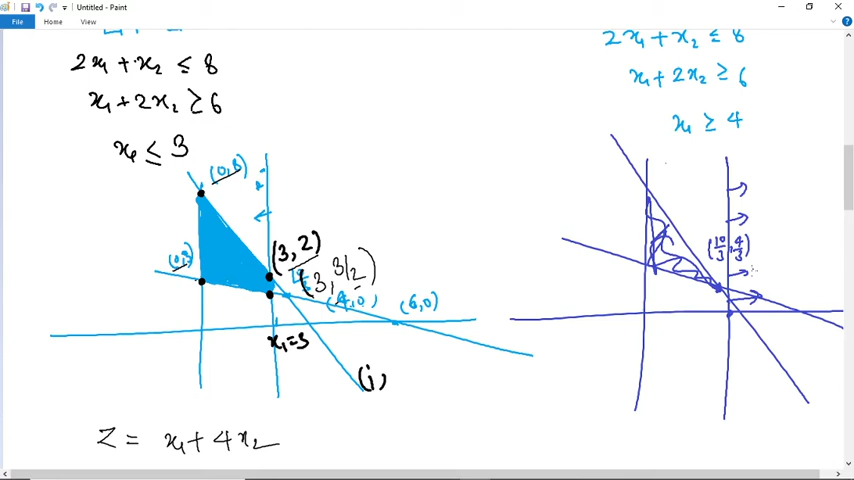 Untitled - Paint
File Home View
2x₁ + x₂ ≤ 8
x₁ + 2x₂ ≥ 6
x₁ ≤ 3
(0,8)
(3, 2)
(0,3)
(3, 3/2)
(4,0)
(6,0)
x₁=3
(i)
Z = x₁ + 4x₂
2x₁ + x₂ ≤ 8
x₁ + 2x₂ ≥ 6
x₁ ≥ 4
(10/3, 4/3)